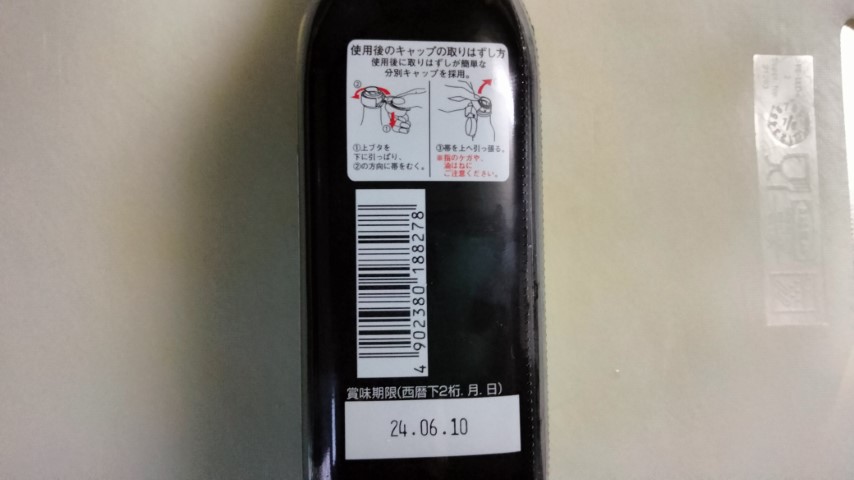 使用後のキャップの取りはずし方
使用後に取りはずしが簡単な
分別キャップを採用。
②
①
①上ブタを
下に引っぱり、
②の方向に帯をむく。
③帯を上へ引っ張る。
※指のケガや、
油はねに
ご注意ください。
4 902380 188278
賞味期限(西暦下2桁.月.日)
24.06.10